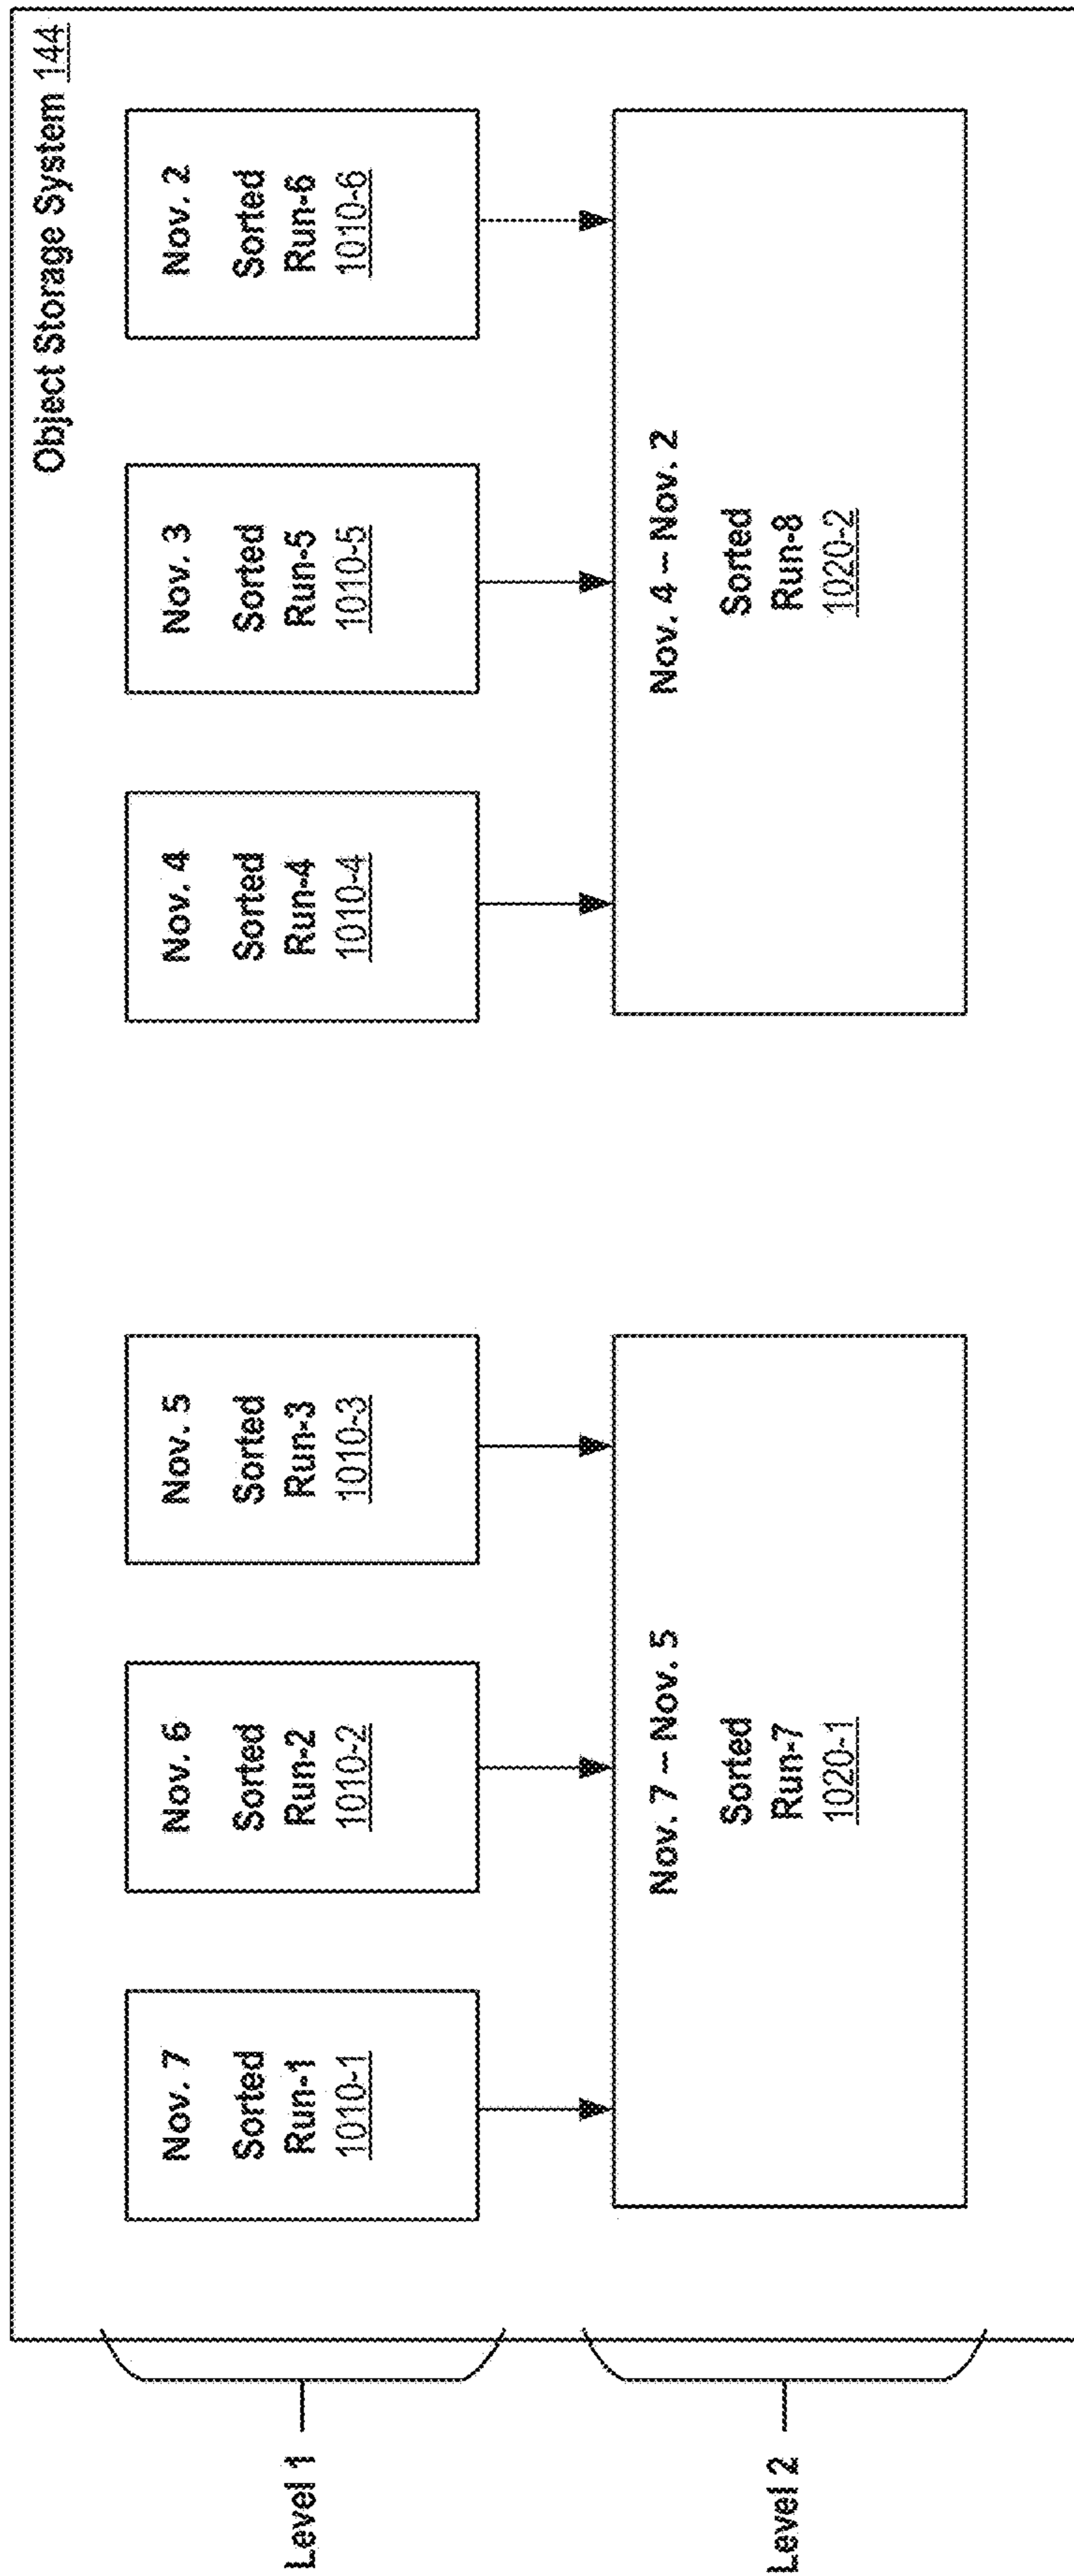 Object Storage System 144
Level 1
Nov. 7
Sorted
Run-1
1010-1
Nov. 6
Sorted
Run-2
1010-2
Nov. 5
Sorted
Run-3
1010-3
Nov. 4
Sorted
Run-4
1010-4
Nov. 3
Sorted
Run-5
1010-5
Nov. 2
Sorted
Run-6
1010-6
Level 2
Nov. 7 – Nov. 5
Sorted
Run-7
1020-1
Nov. 4 – Nov. 2
Sorted
Run-8
1020-2